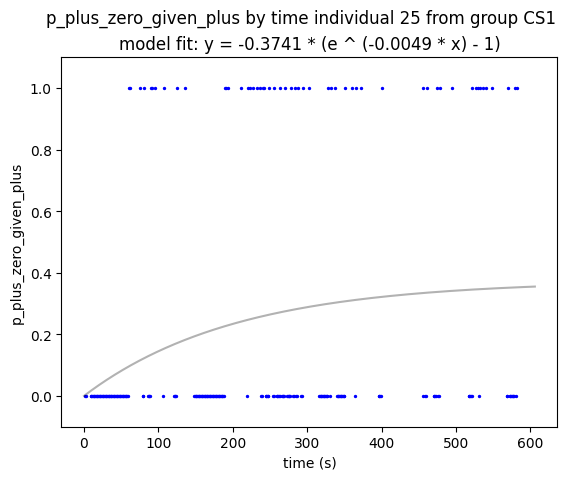 p_plus_zero_given_plus by time individual 25 from group CS1
model fit: y = -0.3741 * (e ^ (-0.0049 * x) - 1)
p_plus_zero_given_plus
1.0
0.8
0.6
0.4
0.2
0.0
0 100 200 300 400 500 600
time (s)